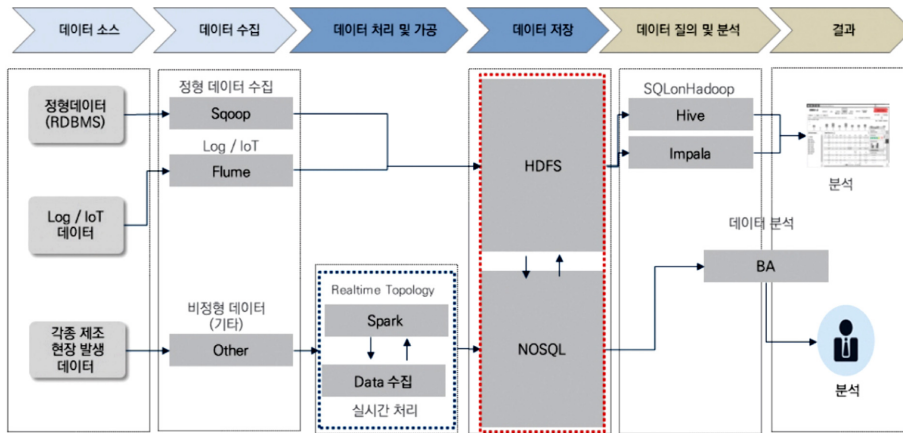 데이터 소스
데이터 수집
데이터 처리 및 가공
데이터 저장
데이터 질의 및 분석
결과
정형데이터
(RDBMS)
Log / IoT
데이터
각종 제조
현장 발생
데이터
정형 데이터 수집
Sqoop
Log / IoT
Flume
비정형 데이터
(기타)
Other
Realtime Topology
Spark
Data 수집
실시간 처리
HDFS
NOSQL
SQLonHadoop
Hive
Impala
데이터 분석
BA
분석
분석